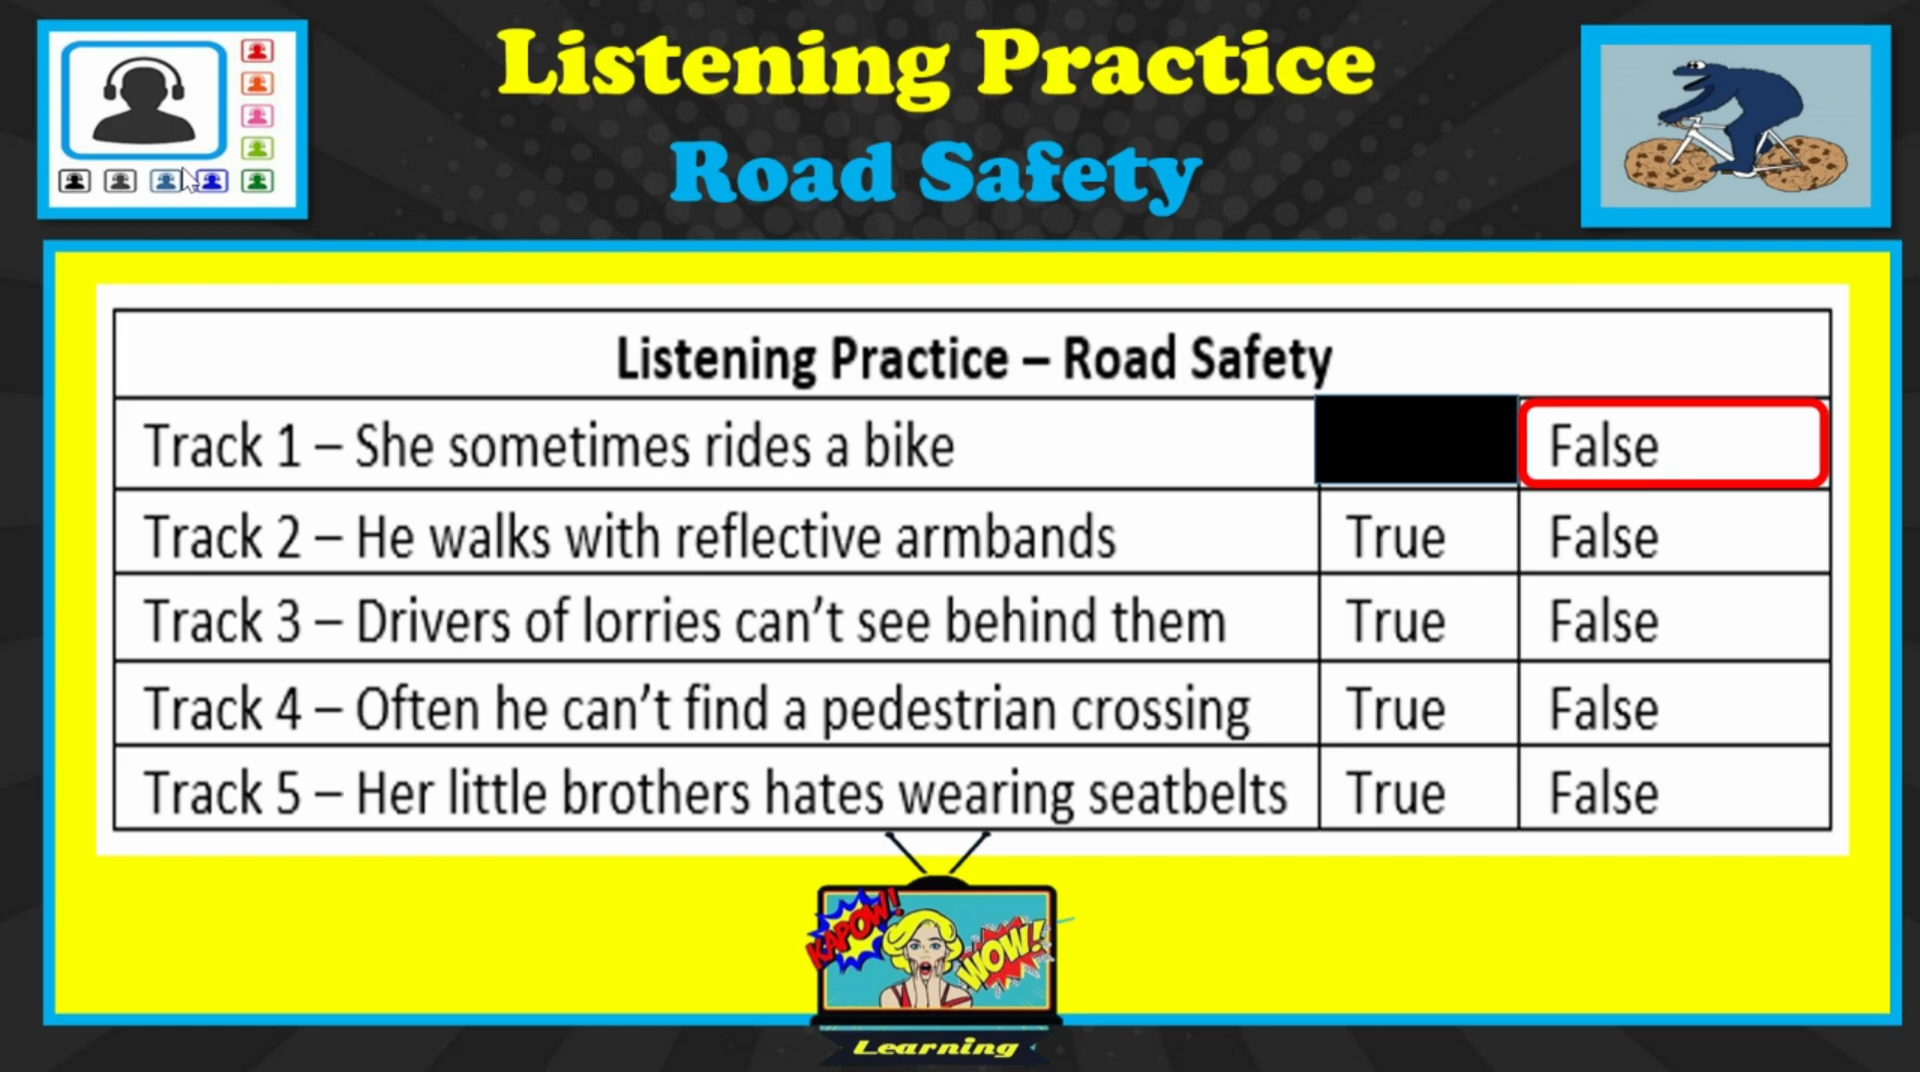 Listening Practice
Road Safety
Listening Practice – Road Safety
Track 1 – She sometimes rides a bike False
Track 2 – He walks with reflective armbands True False
Track 3 – Drivers of lorries can't see behind them True False
Track 4 – Often he can't find a pedestrian crossing True False
Track 5 – Her little brothers hates wearing seatbelts True False
KAPOW!
WOW!
Learning